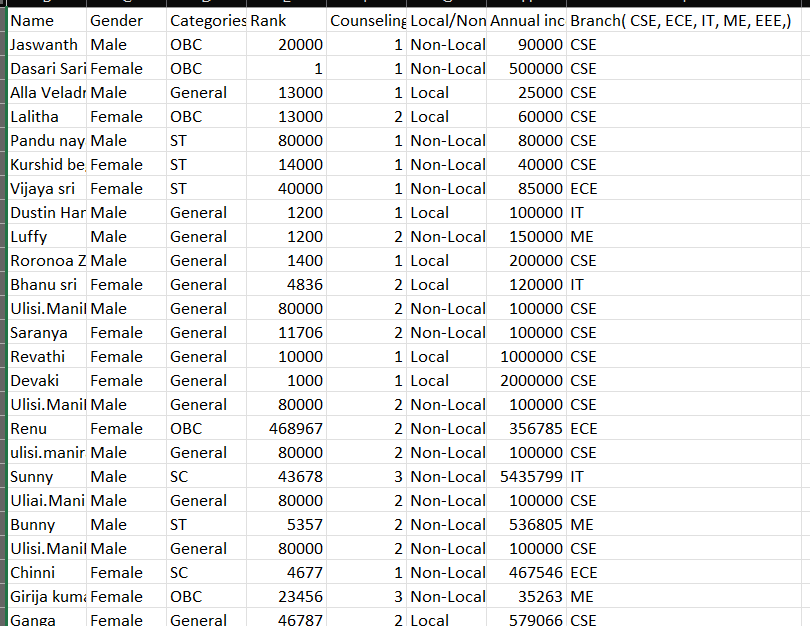 Name Gender Categories Rank Counseling Local/Non Annual inc Branch( CSE, ECE, IT, ME, EEE,)
Jaswanth Male OBC 20000 1 Non-Local 90000 CSE
Dasari Sari Female OBC 1 1 Non-Local 500000 CSE
Alla Veladr Male General 13000 1 Local 25000 CSE
Lalitha Female OBC 13000 2 Local 60000 CSE
Pandu nay Male ST 80000 1 Non-Local 80000 CSE
Kurshid be Female ST 14000 1 Non-Local 40000 CSE
Vijaya sri Female ST 40000 1 Non-Local 85000 ECE
Dustin Har Male General 1200 1 Local 100000 IT
Luffy Male General 1200 2 Non-Local 150000 ME
Roronoa Z Male General 1400 1 Local 200000 CSE
Bhanu sri Female General 4836 2 Local 120000 IT
Ulisi.Mani Male General 80000 2 Non-Local 100000 CSE
Saranya Female General 11706 2 Non-Local 100000 CSE
Revathi Female General 10000 1 Local 1000000 CSE
Devaki Female General 1000 1 Local 2000000 CSE
Ulisi.Mani Male General 80000 2 Non-Local 100000 CSE
Renu Female OBC 468967 2 Non-Local 356785 ECE
ulisi.manir Male General 80000 2 Non-Local 100000 CSE
Sunny Male SC 43678 3 Non-Local 5435799 IT
Uliai.Mani Male General 80000 2 Non-Local 100000 CSE
Bunny Male ST 5357 2 Non-Local 536805 ME
Ulisi.Mani Male General 80000 2 Non-Local 100000 CSE
Chinni Female SC 4677 1 Non-Local 467546 ECE
Girija kuma Female OBC 23456 3 Non-Local 35263 ME
Ganga Female General 46787 2 Local 579066 CSE